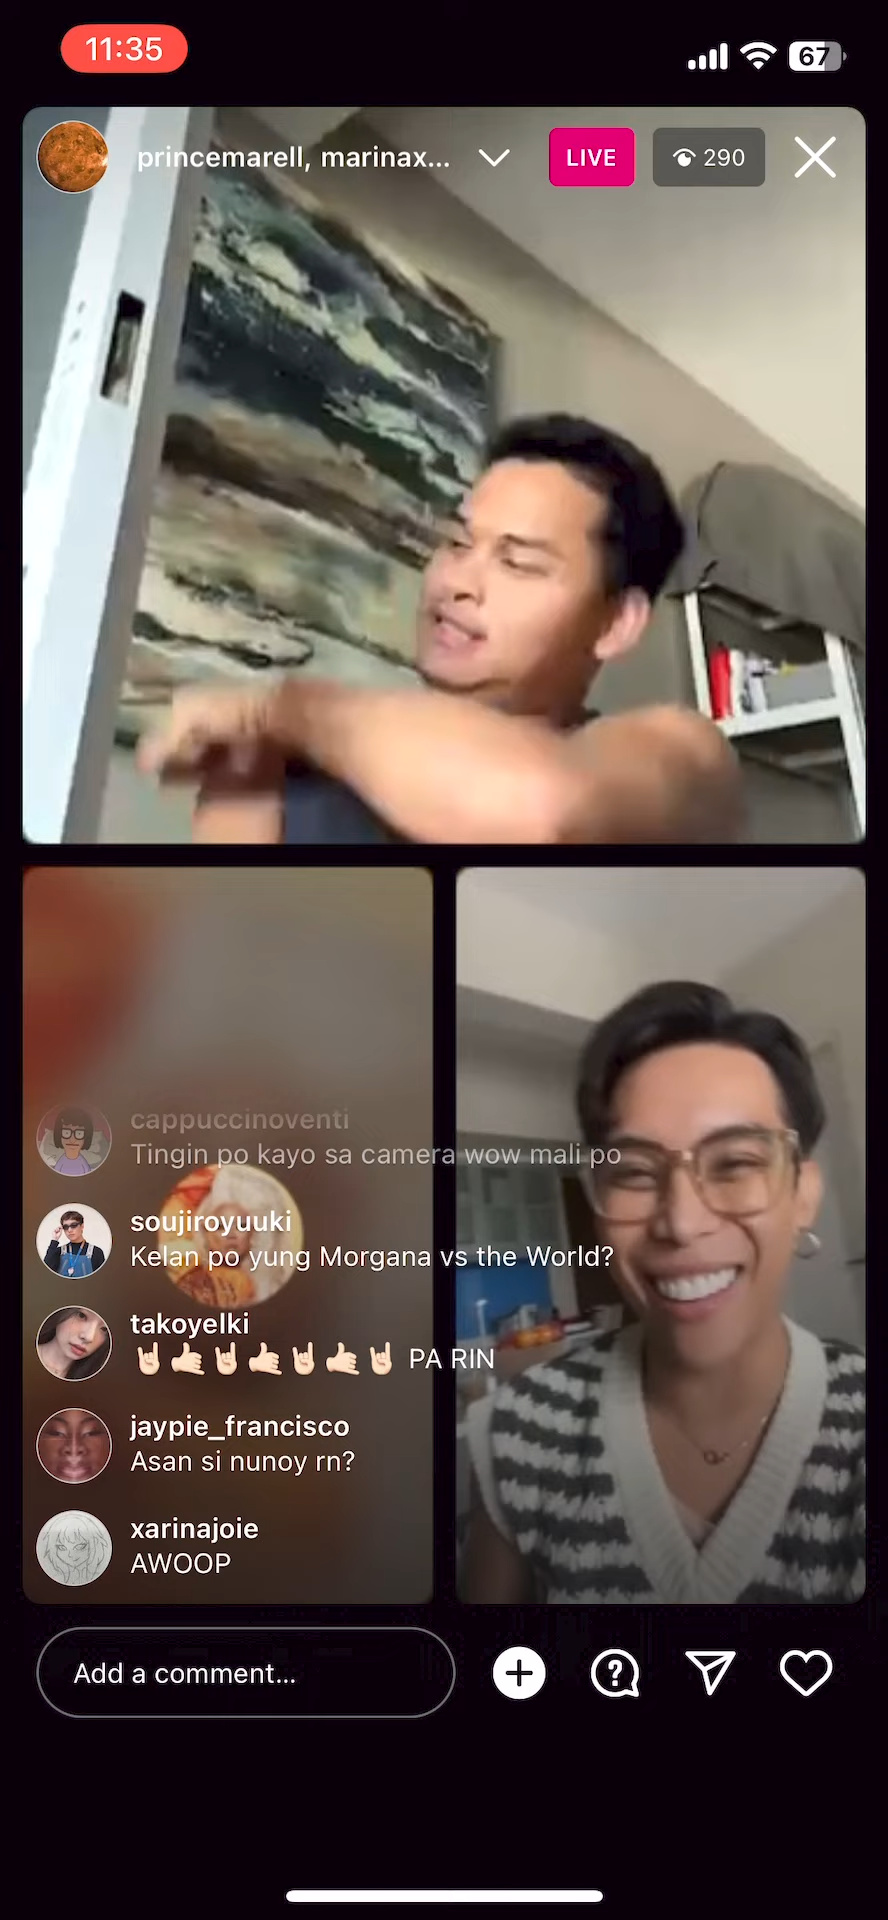 11:35
67
princemarell, marinax...
LIVE
290
cappuccinoventi
Tingin po kayo sa camera wow mali po
soujiroyuuki
Kelan po yung Morgana vs the World?
takoyelki
🤘🏻🤙🏻🤘🏻🤙🏻🤘🏻🤙🏻🤘🏻 PA RIN
jaypie_francisco
Asan si nunoy rn?
xarinajoie
AWOOP
Add a comment...